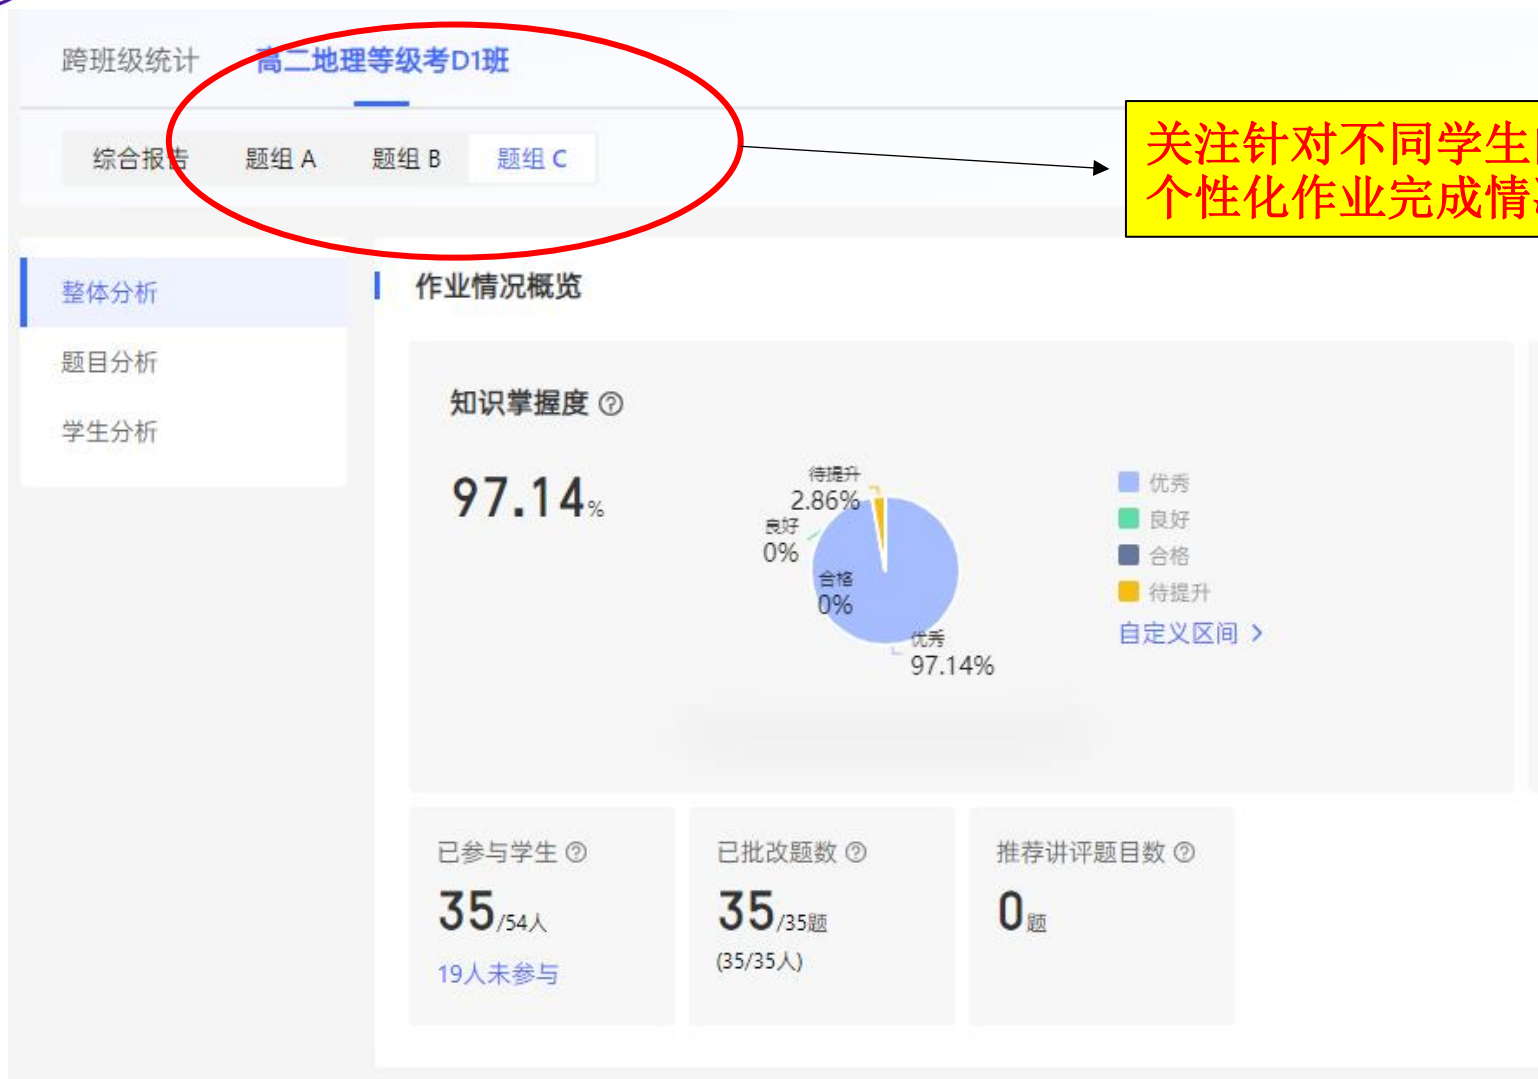 跨班级统计 高二地理等级考D1班
综合报告 题组 A 题组 B 题组 C
关注针对不同学生
个性化作业完成情
整体分析
题目分析
学生分析
作业情况概览
知识掌握度
97.14%
待提升
2.86%
良好
0%
合格
0%
优秀
97.14%
优秀
良好
合格
待提升
自定义区间 >
已参与学生
35/54人
19人未参与
已批改题数
35/35题
(35/35人)
推荐讲评题目数
0题